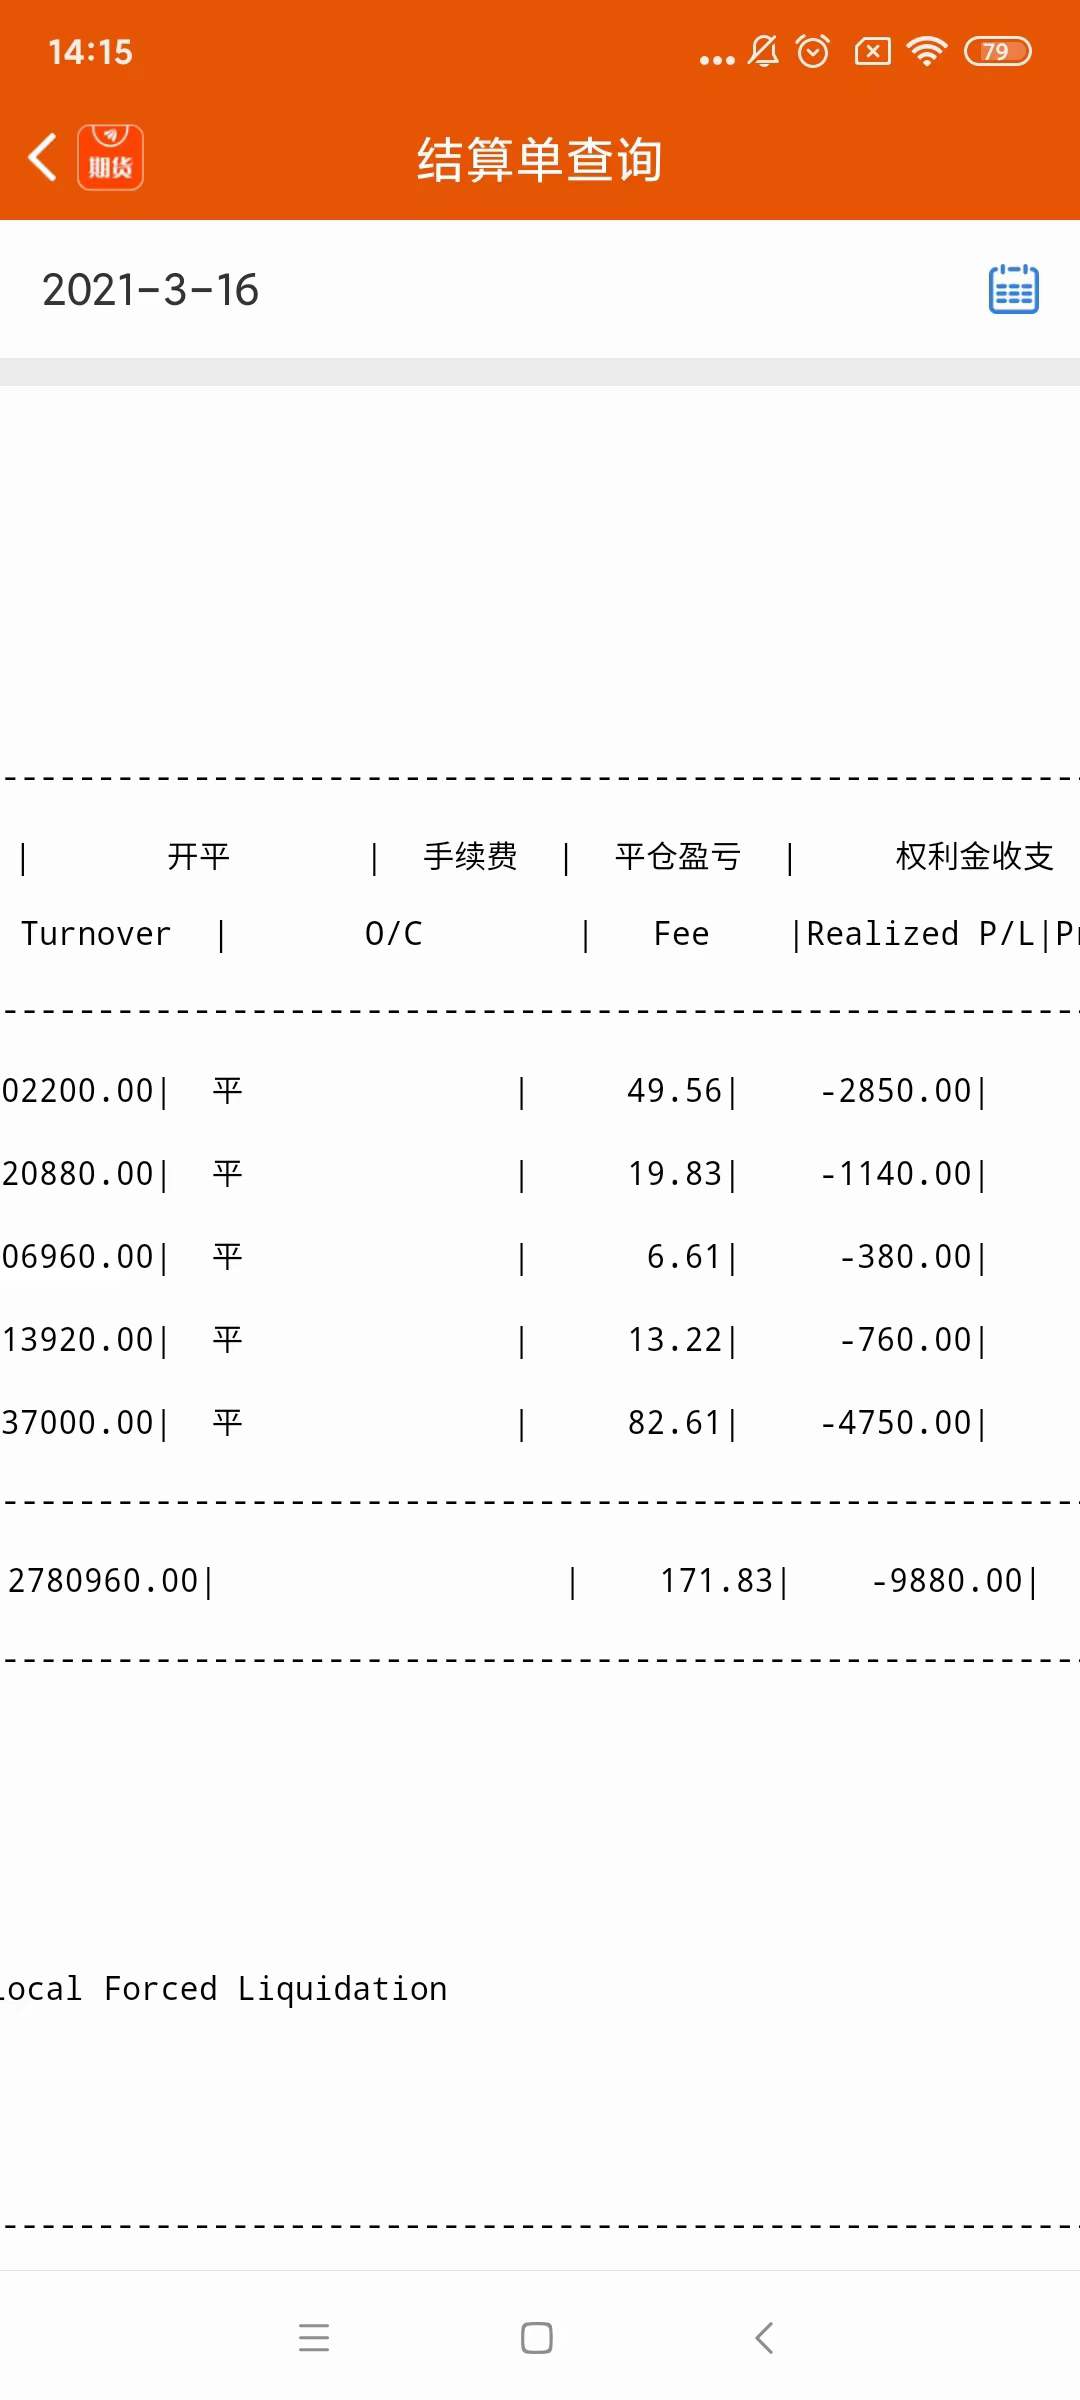 14:15
79
期货
结算单查询
2021-3-16
| 开平 | 手续费 | 平仓盈亏 | 权利金收支
Turnover | O/C | Fee |Realized P/L|Pr
02200.00| 平 | 49.56| -2850.00|
20880.00| 平 | 19.83| -1140.00|
06960.00| 平 | 6.61| -380.00|
13920.00| 平 | 13.22| -760.00|
37000.00| 平 | 82.61| -4750.00|
2780960.00| | 171.83| -9880.00|
Local Forced Liquidation